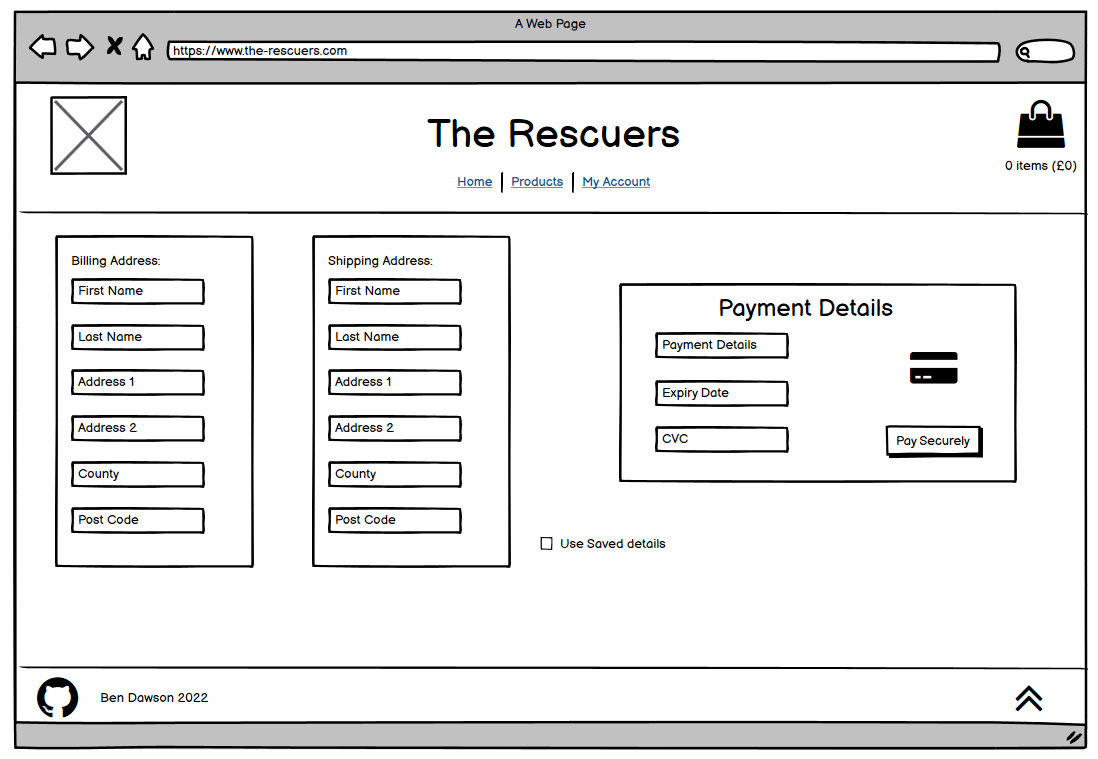 A Web Page
https://www.the-rescuers.com
The Rescuers
0 items (£0)
Home
Products
My Account
Billing Address:
First Name
Last Name
Address 1
Address 2
County
Post Code
Shipping Address:
First Name
Last Name
Address 1
Address 2
County
Post Code
Payment Details
Payment Details
Expiry Date
CVC
Pay Securely
Use Saved details
Ben Dawson 2022